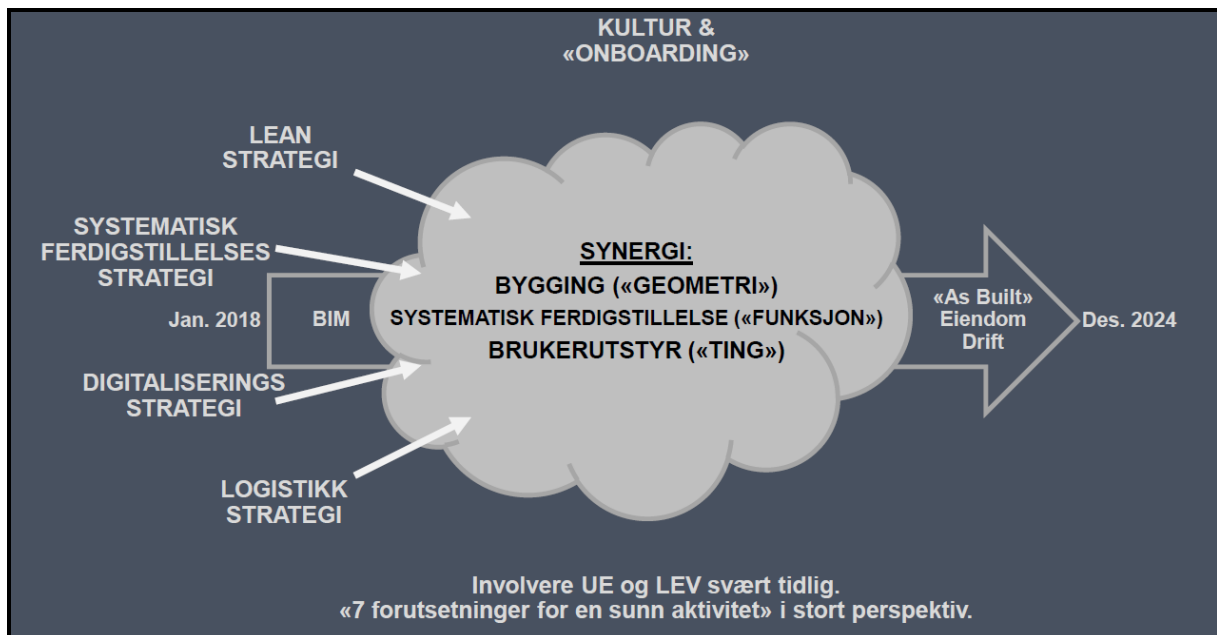 KULTUR &
«ONBOARDING»
LEAN
STRATEGI
SYSTEMATISK
FERDIGSTILLELSES
STRATEGI
Jan. 2018
BIM
DIGITALISERINGS
STRATEGI
LOGISTIKK
STRATEGI
SYNERGI:
BYGGING («GEOMETRI»)
SYSTEMATISK FERDIGSTILLELSE («FUNKSJON»)
BRUKERUTSTYR («TING»)
«As Built»
Eiendom
Drift
Des. 2024
Involvere UE og LEV svært tidlig.
«7 forutsetninger for en sunn aktivitet» i stort perspektiv.